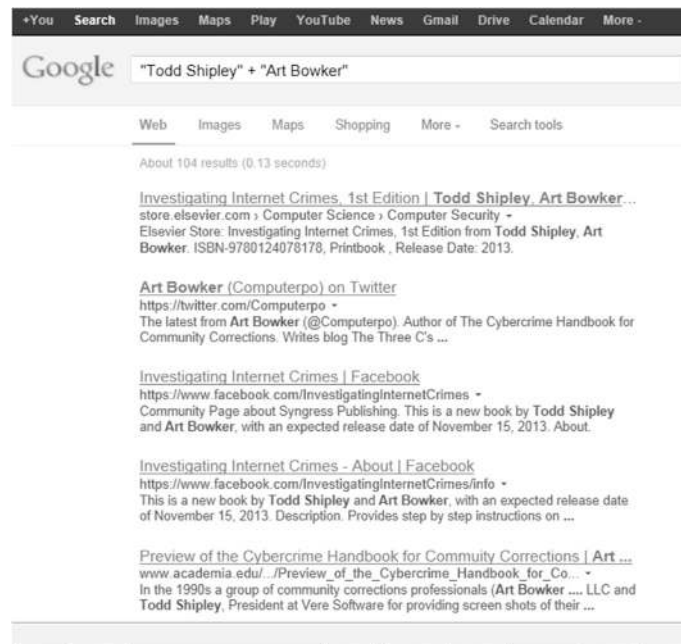 +You Search Images Maps Play YouTube News Gmail Drive Calendar More -
Google "Todd Shipley" + "Art Bowker"
Web Images Maps Shopping More - Search tools
About 104 results (0.13 seconds)
Investigating Internet Crimes, 1st Edition | Todd Shipley, Art Bowker...
store.elsevier.com › Computer Science › Computer Security
Elsevier Store: Investigating Internet Crimes, 1st Edition from Todd Shipley, Art
Bowker. ISBN-9780124078178, Printbook , Release Date: 2013.
Art Bowker (Computerpo) on Twitter
https://twitter.com/Computerpo
The latest from Art Bowker (@Computerpo). Author of The Cybercrime Handbook for
Community Corrections. Writes blog The Three C's ...
Investigating Internet Crimes | Facebook
https://www.facebook.com/InvestigatingInternetCrimes
Community Page about Syngress Publishing. This is a new book by Todd Shipley
and Art Bowker, with an expected release date of November 15, 2013. About.
Investigating Internet Crimes - About | Facebook
https://www.facebook.com/InvestigatingInternetCrimes/info
This is a new book by Todd Shipley and Art Bowker, with an expected release date
of November 15, 2013. Description. Provides step by step instructions on ...
Preview of the Cybercrime Handbook for Commuity Corrections | Art ...
www.academia.edu/.../Preview_of_the_Cybercrime_Handbook_for_Co...
In the 1990s a group of community corrections professionals (Art Bowker .... LLC and
Todd Shipley, President at Vere Software for providing screen shots of their ...